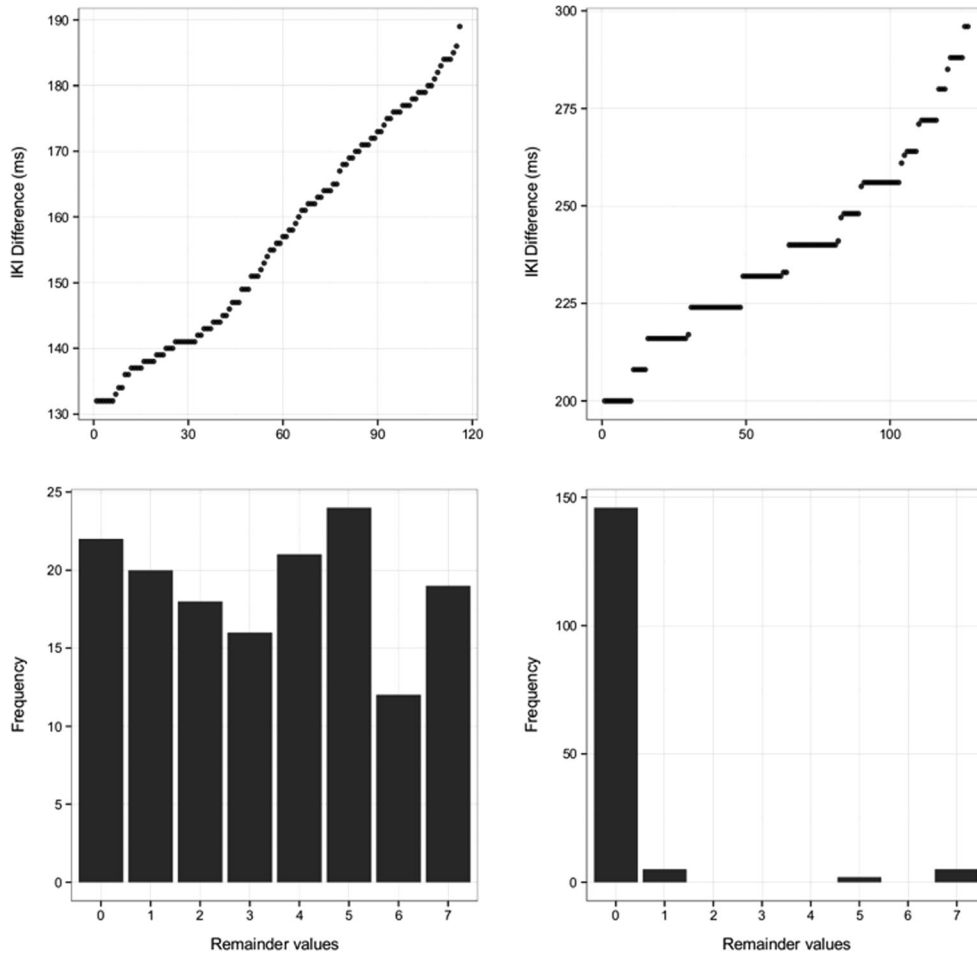 IKI Difference (ms)
190
180
170
160
150
140
130
0 30 60 90 120
IKI Difference (ms)
300
275
250
225
200
0 50 100
Frequency
25
20
15
10
5
0
0 1 2 3 4 5 6 7
Remainder values
Frequency
150
100
50
0
0 1 2 3 4 5 6 7
Remainder values